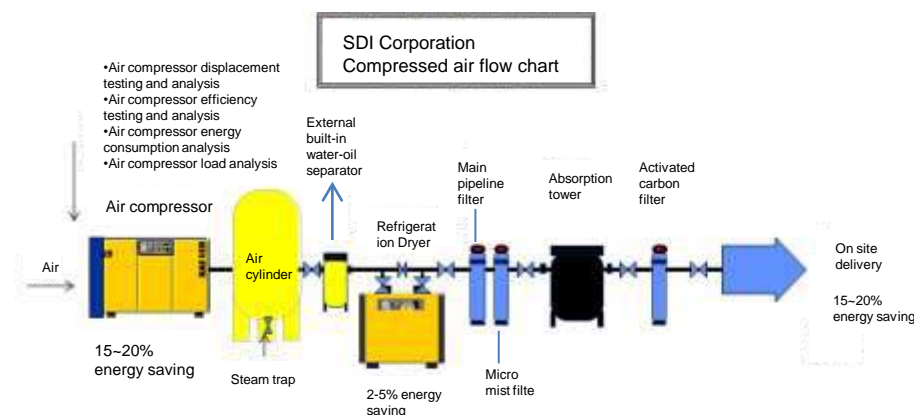 SDI Corporation
Compressed air flow chart
•Air compressor displacement
testing and analysis
•Air compressor efficiency
testing and analysis
•Air compressor energy
consumption analysis
•Air compressor load analysis
External
built-in
water-oil
separator
Main
pipeline
filter
Absorption
tower
Activated
carbon
filter
Air compressor
Refrigerat
ion Dryer
Air
Air
cylinder
On site
delivery
15~20%
energy saving
15~20%
energy saving
Steam trap
2-5% energy
saving
Micro
mist filte